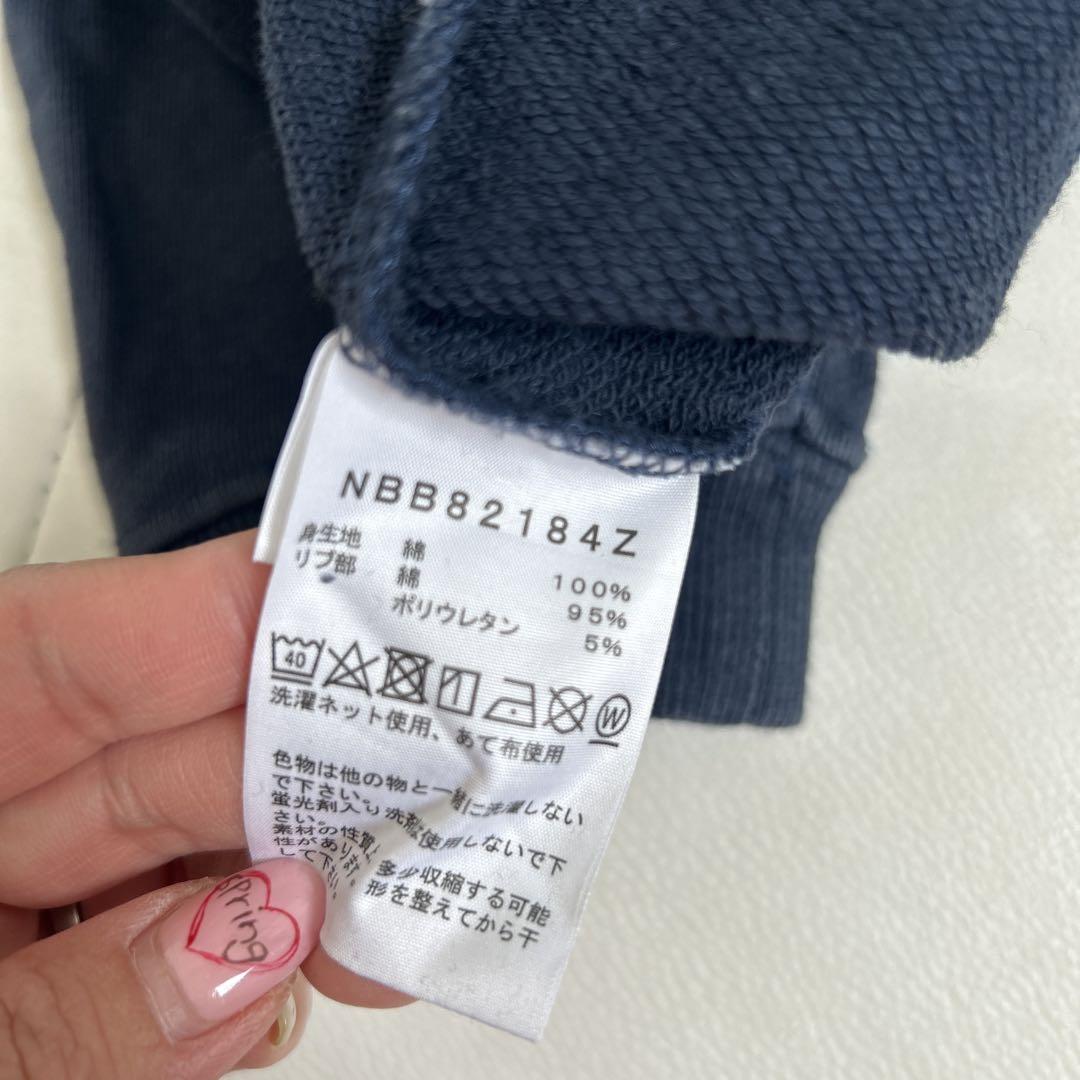 NBB82184Z
身生地 綿 100%
リブ部 綿 95%
ポリウレタン 5%
40 W
洗濯ネット使用、あて布使用
色物は他の物と一緒に洗濯しない
で下さい。
蛍光剤入り洗剤は使用しないで下
さい。
素材の性質上、多少収縮する可能
性があります。形を整えてから干
して下さい。
spring